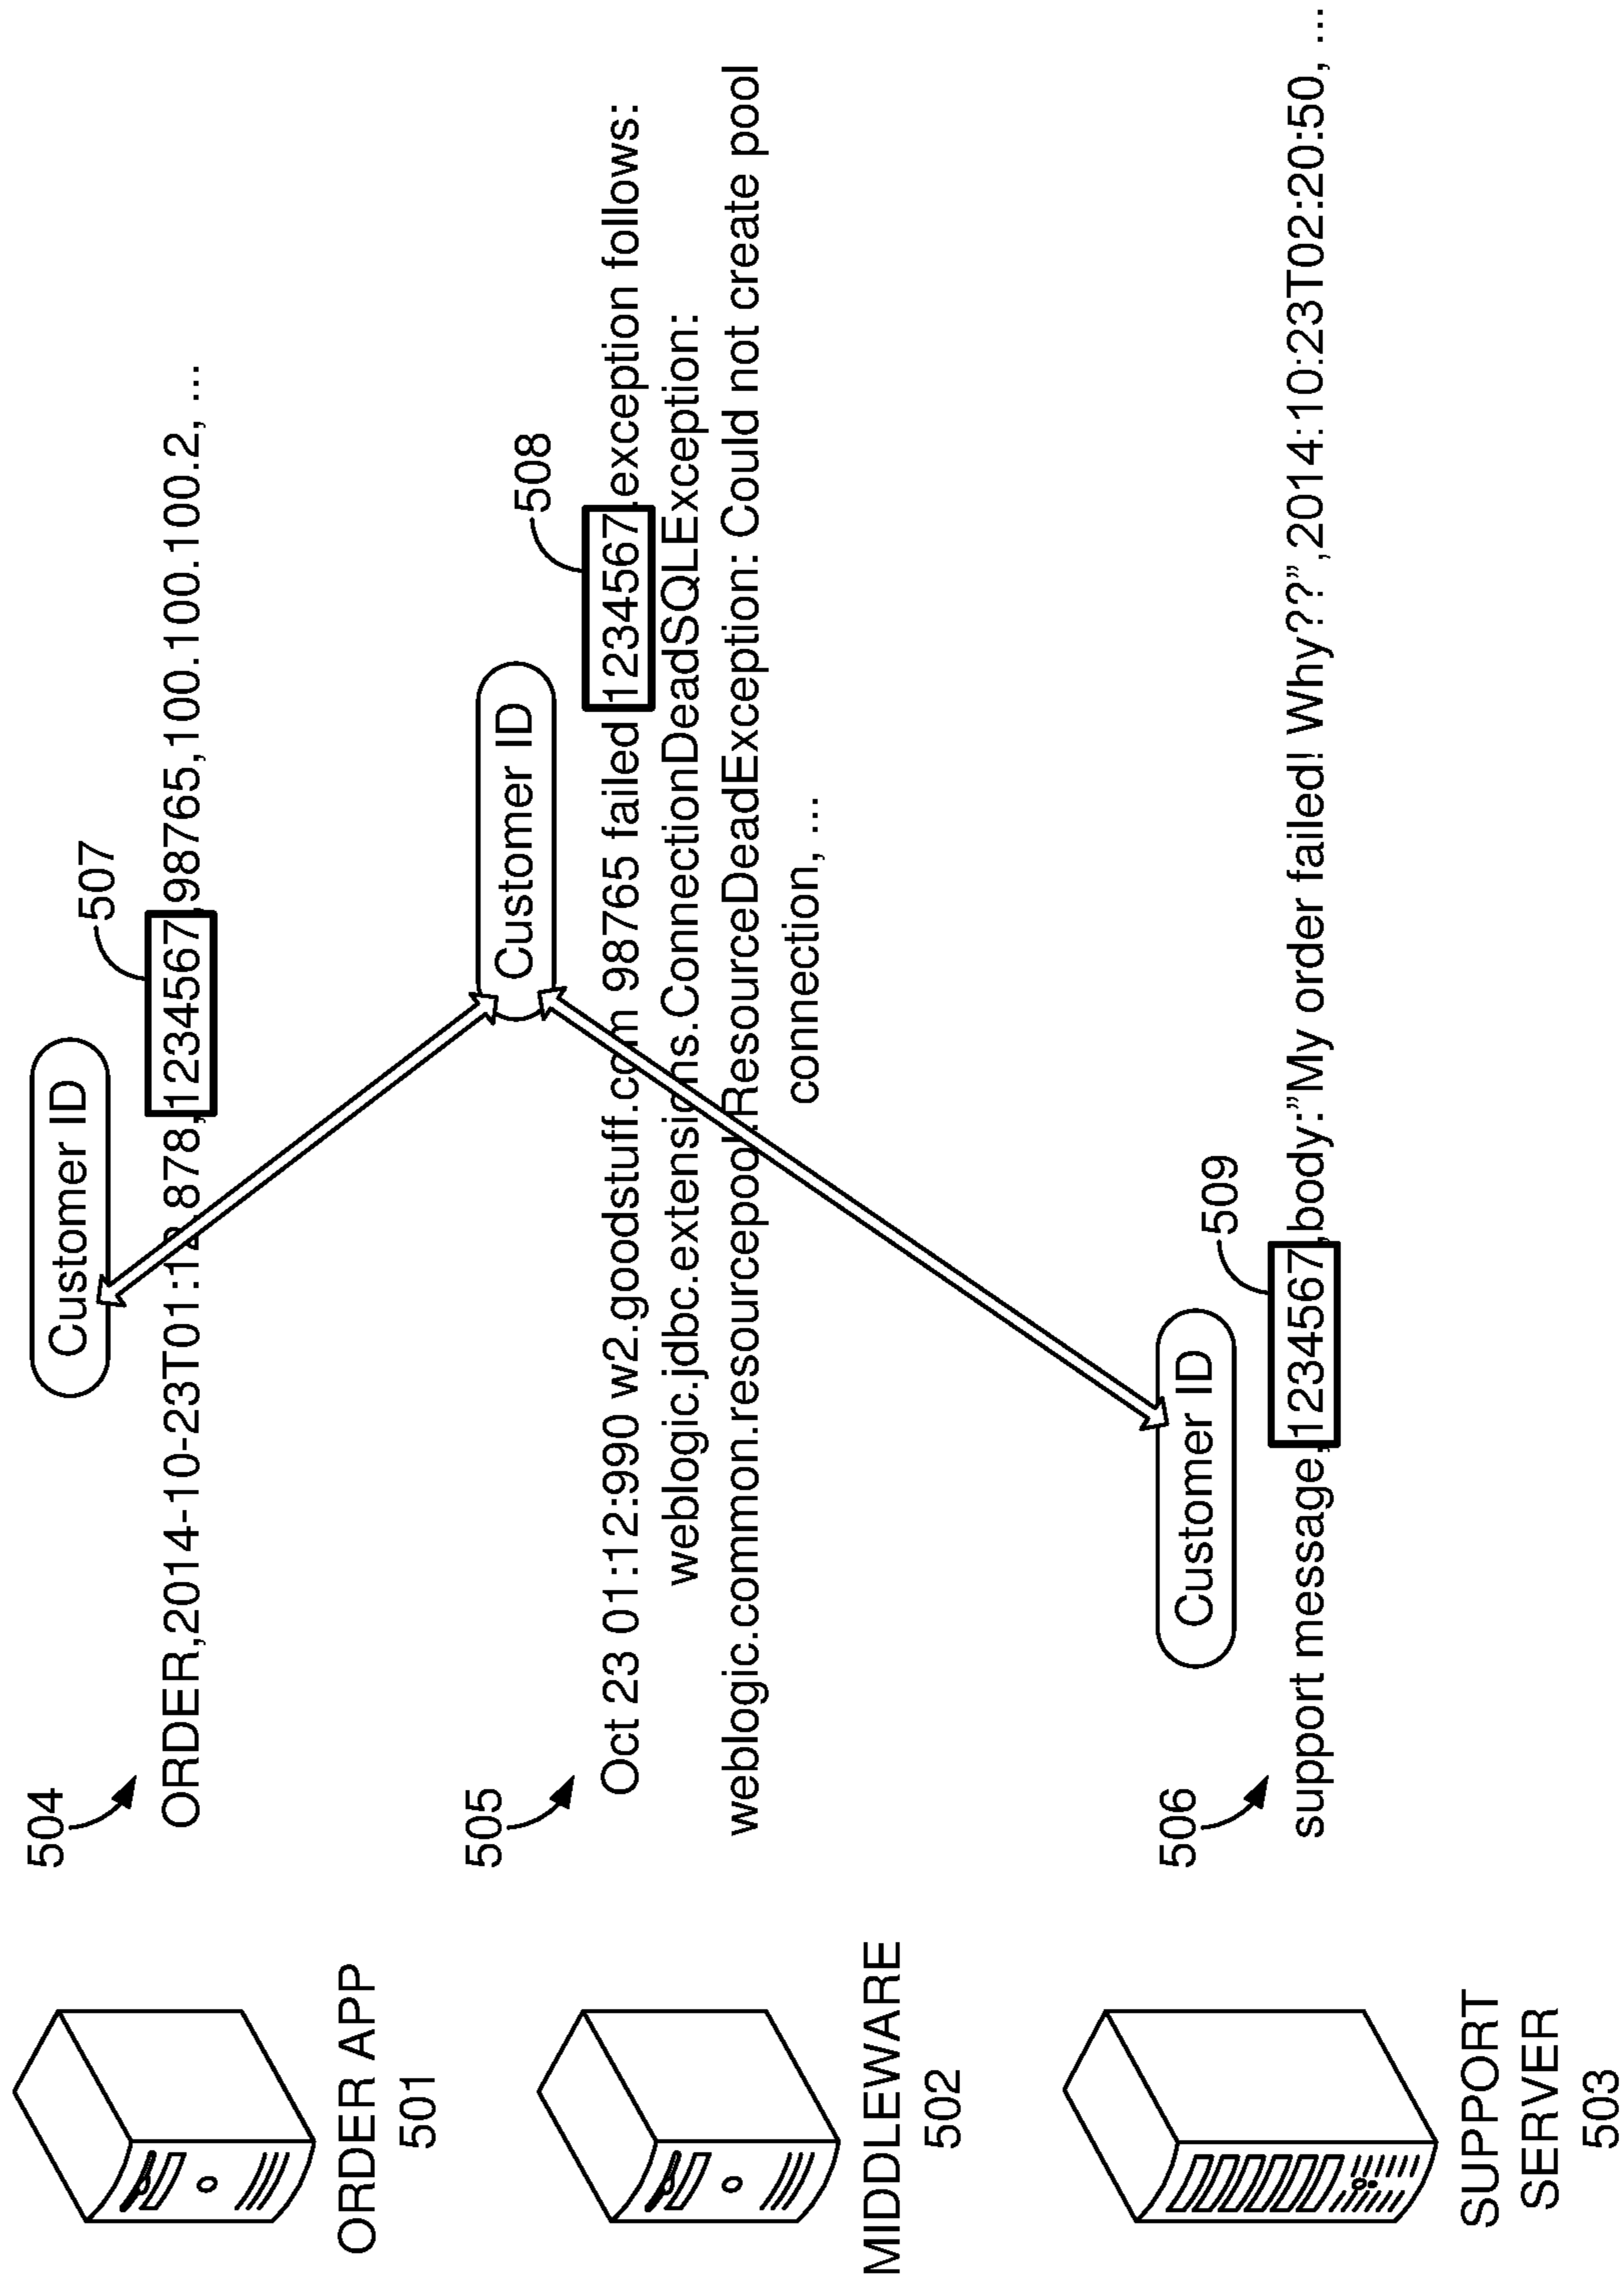 504
Customer ID
507
ORDER,2014-10-23T01:12.878,1234567,98765,100.100.100.2, ...
ORDER APP
501
505
Customer ID
508
Oct 23 01:12:990 w2.goodstuff.com 98765 failed 1234567.exception follows:
weblogic.jdbc.extensions.ConnectionDeadSQLException:
weblogic.common.resourcepool.ResourceDeadException: Could not create pool
connection, ...
MIDDLEWARE
502
506
Customer ID
509
support message,1234567,body:”My order failed! Why??”,2014:10:23T02:20:50, ...
SUPPORT
SERVER
503